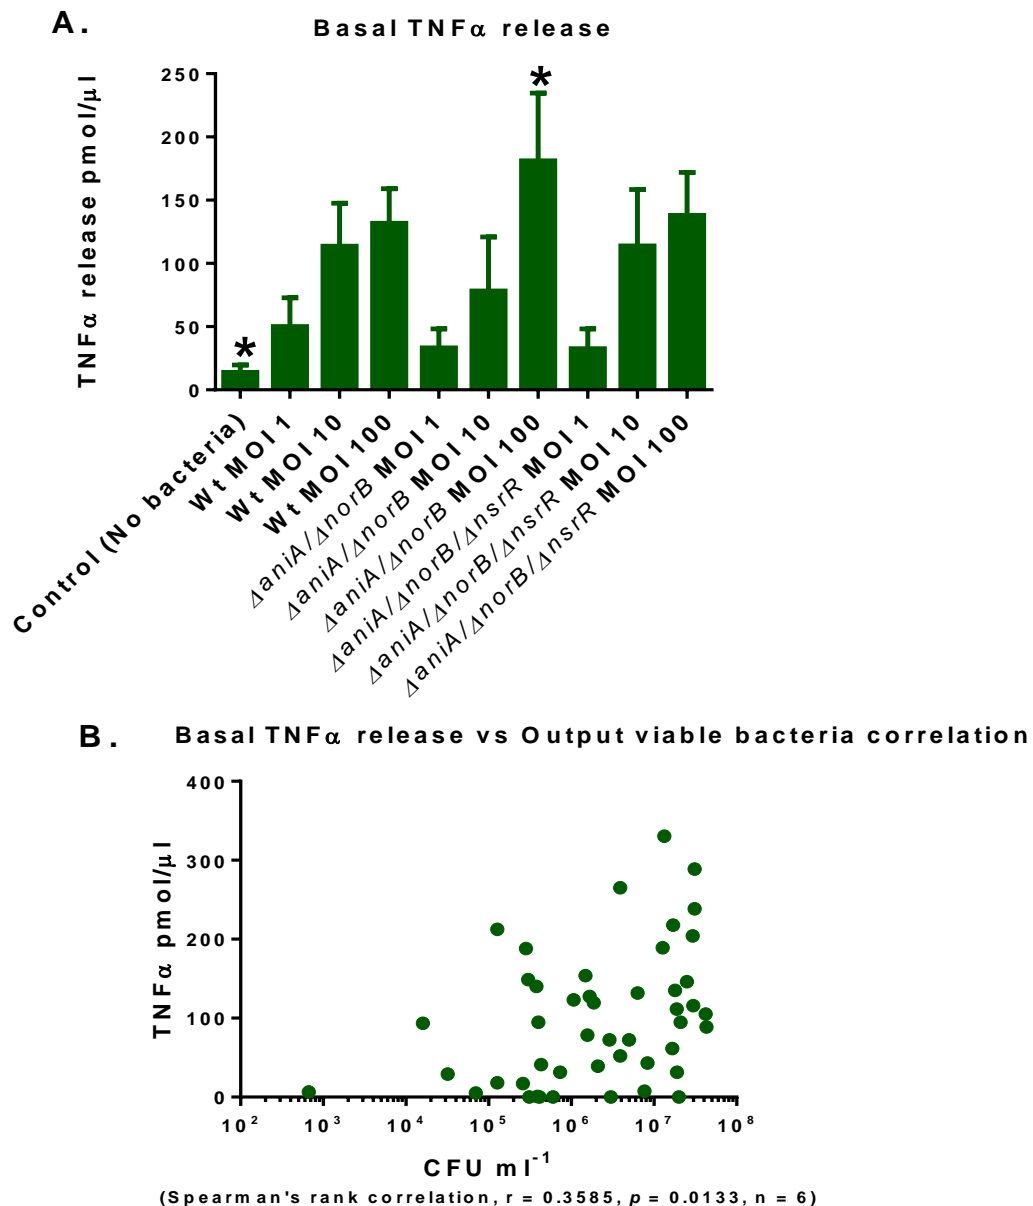 A.
Basal TNFα release
TNFα release pmol/μl
250
200
150
100
50
0
*
*
Control (No bacteria)
Wt MOI 1
Wt MOI 10
Wt MOI 100
ΔaniA/ΔnorB MOI 1
ΔaniA/ΔnorB MOI 10
ΔaniA/ΔnorB MOI 100
ΔaniA/ΔnorB/ΔnsrR MOI 1
ΔaniA/ΔnorB/ΔnsrR MOI 10
ΔaniA/ΔnorB/ΔnsrR MOI 100
B.
Basal TNFα release vs Output viable bacteria correlation
TNFα pmol/μl
400
300
200
100
0
10² 10³ 10⁴ 10⁵ 10⁶ 10⁷ 10⁸
CFU ml⁻¹
(Spearman's rank correlation, r = 0.3585, p = 0.0133, n = 6)